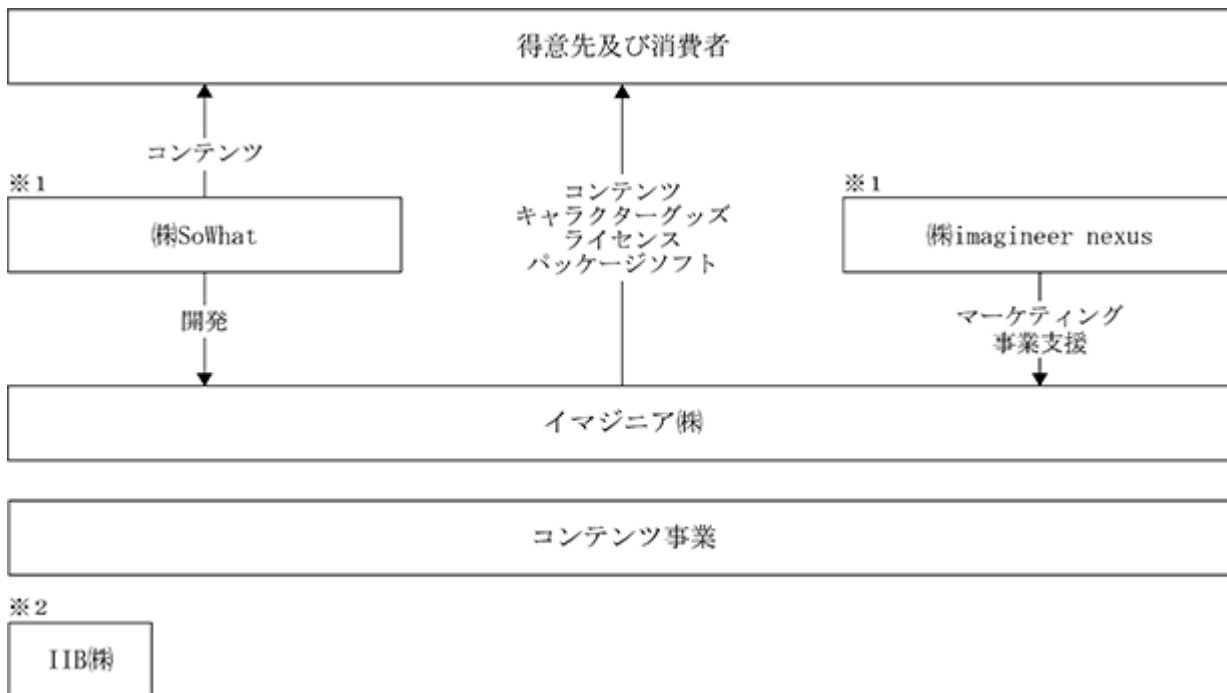 得意先及び消費者
コンテンツ
※1
㈱SoWhat
開発
コンテンツ
キャラクターグッズ
ライセンス
パッケージソフト
※1
㈱imagineer nexus
マーケティング
事業支援
イマジニア㈱
コンテンツ事業
※2
IIB㈱